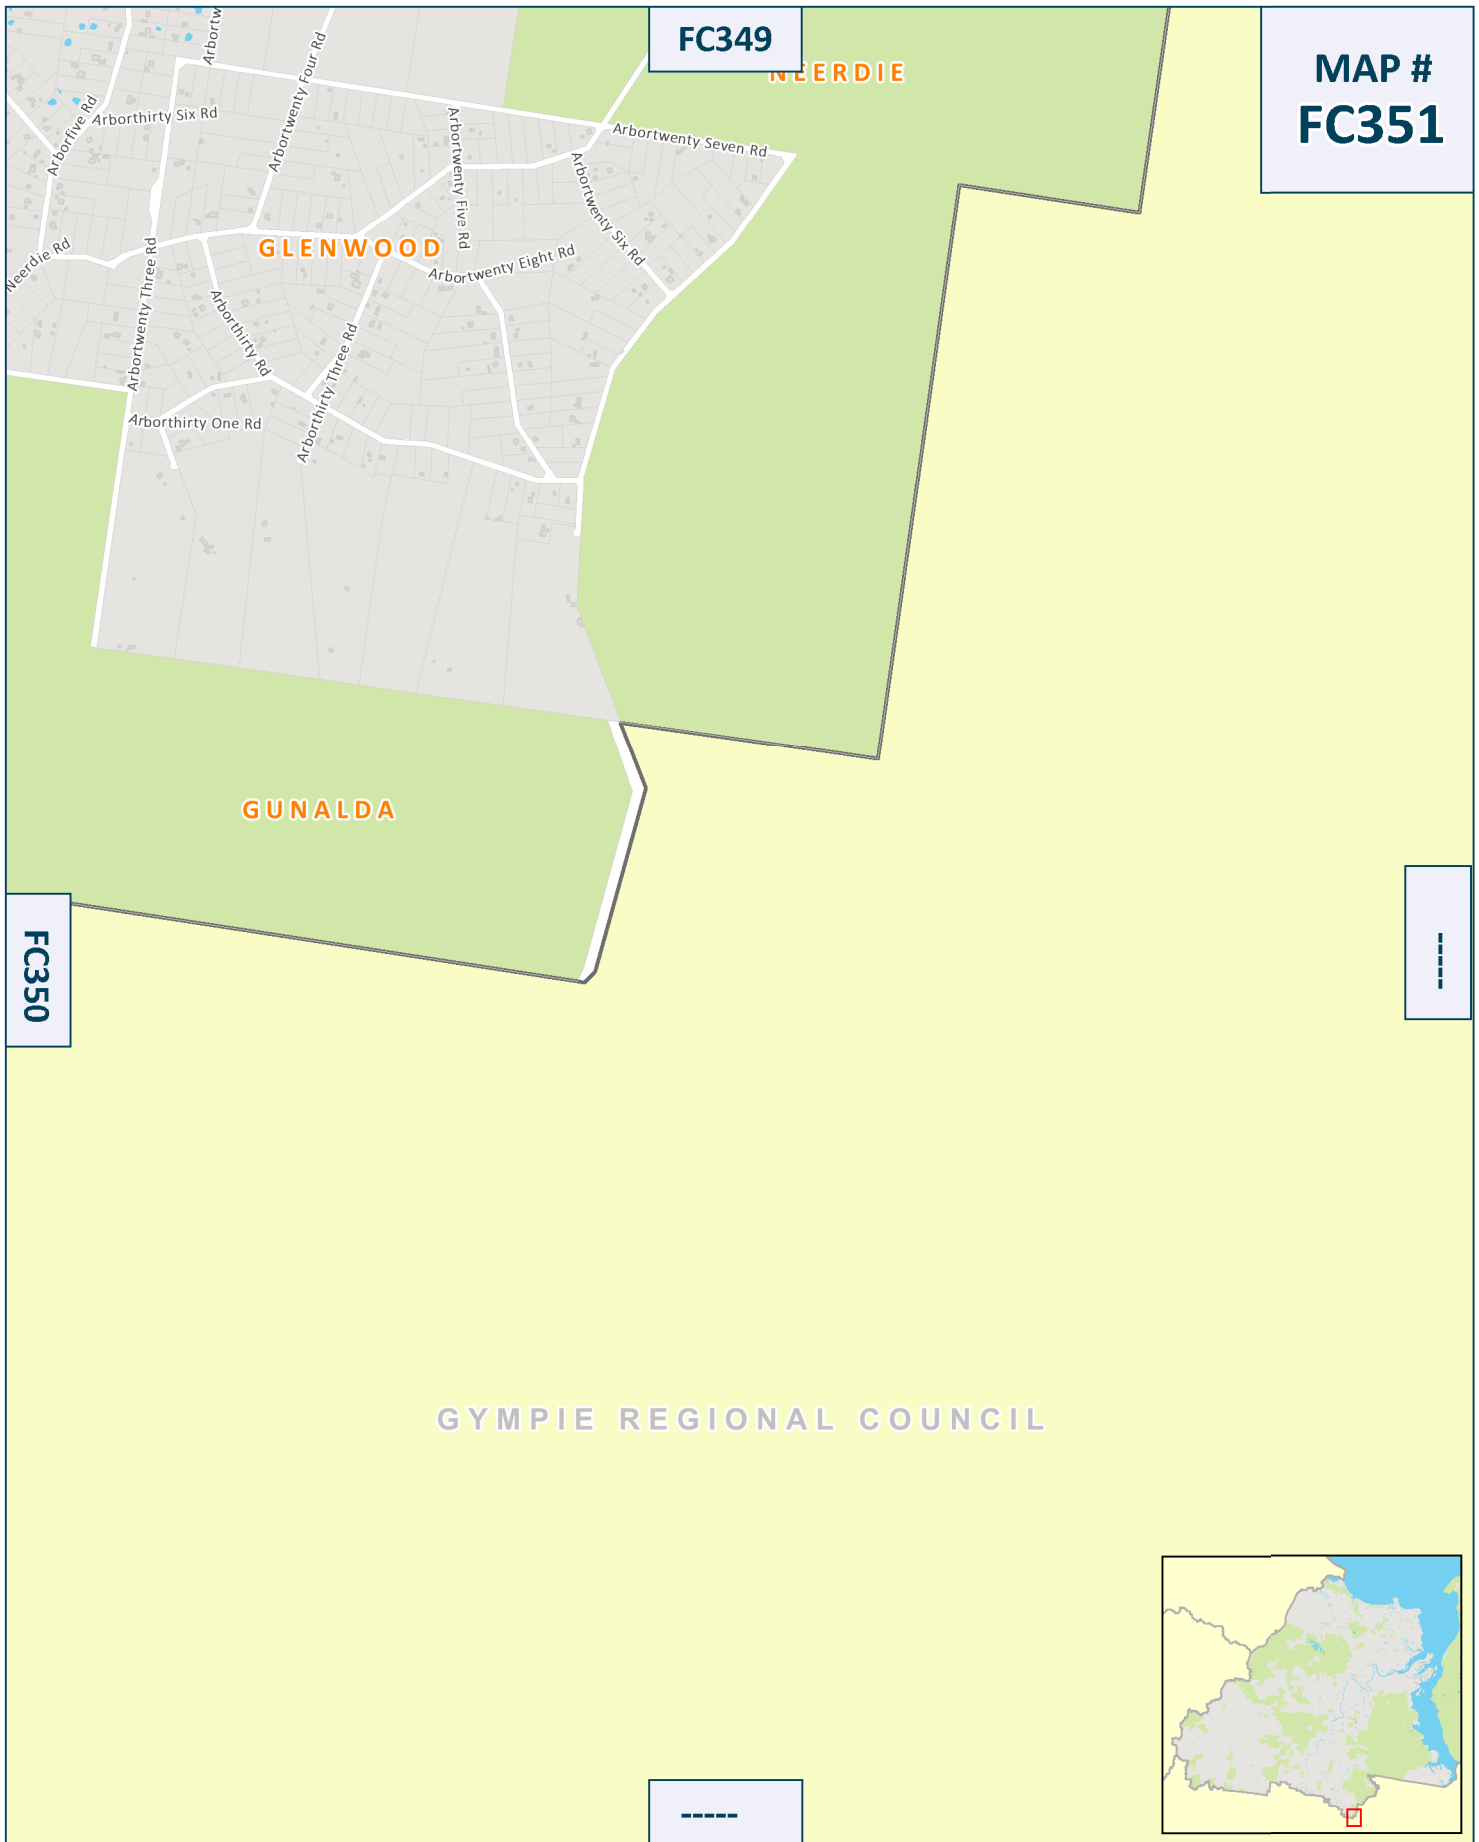 FC349
MAP #
FC351
NEERDIE
Arbortw
Arbortwenty Four Rd
Arborfive Rd
Arborthirty Six Rd
Arbortwenty Five Rd
Arbortwenty Seven Rd
Arbortwenty Six Rd
Neerdie Rd
GLENWOOD
Arbortwenty Three Rd
Arbortwenty Eight Rd
Arborthirty Rd
Arborthirty Three Rd
Arborthirty One Rd
GUNALDA
FC350
-----
GYMPIE REGIONAL COUNCIL
-----